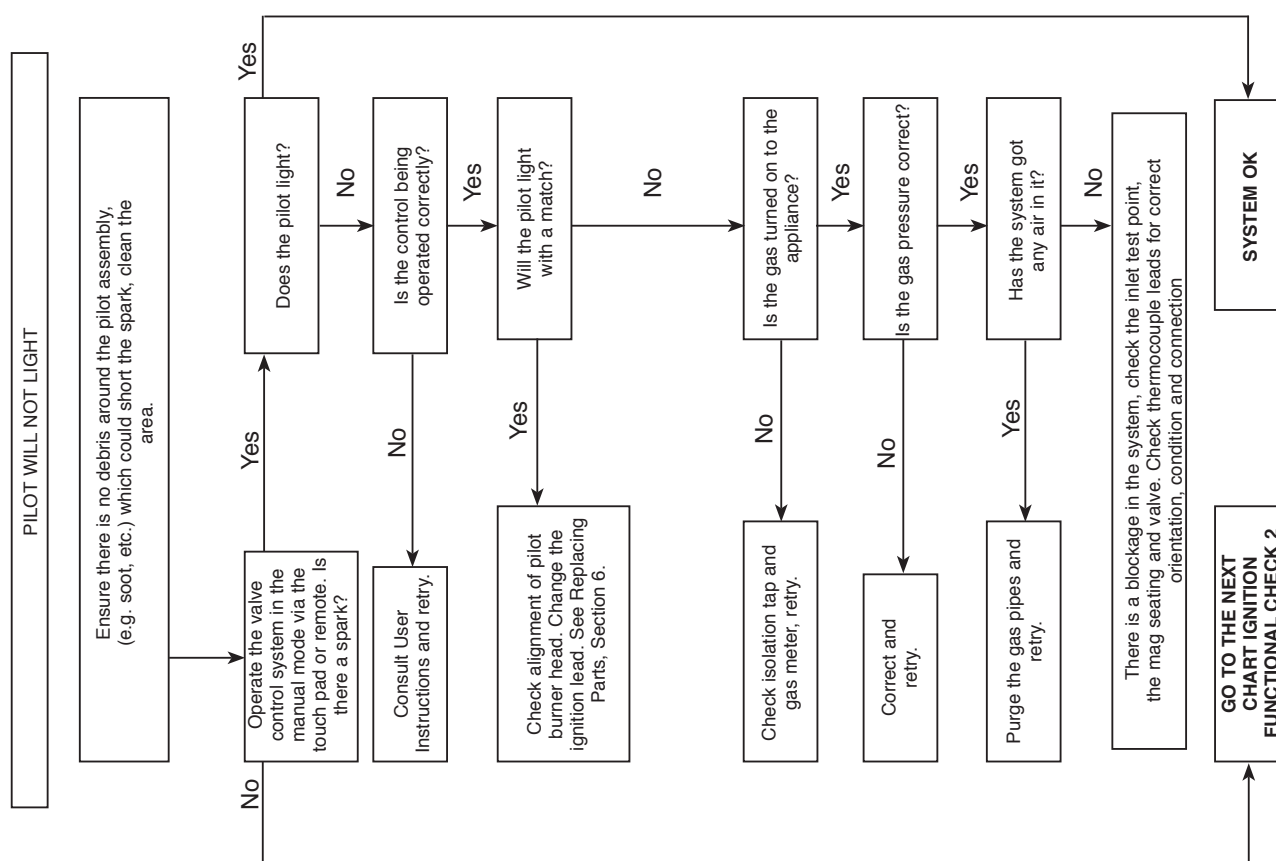 PILOT WILL NOT LIGHT
Ensure there is no debris around the pilot assembly,
(e.g. soot, etc.) which could short the spark, clean the
area.
Operate the valve
control system in the
manual mode via the
touch pad or remote. Is
there a spark?
No
Yes
Does the pilot light?
Yes
No
Is the control being
operated correctly?
No
Consult User
Instructions and retry.
Yes
Will the pilot light
with a match?
Yes
Check alignment of pilot
burner head. Change the
ignition lead. See Replacing
Parts, Section 6.
No
Is the gas turned on to the
appliance?
No
Check isolation tap and
gas meter, retry.
Yes
Is the gas pressure correct?
No
Correct and
retry.
Yes
Has the system got
any air in it?
Yes
Purge the gas pipes and
retry.
No
There is a blockage in the system, check the inlet test point,
the mag seating and valve. Check thermocouple leads for correct
orientation, condition and connection
GO TO THE NEXT
CHART IGNITION
FUNCTIONAL CHECK 2
SYSTEM OK